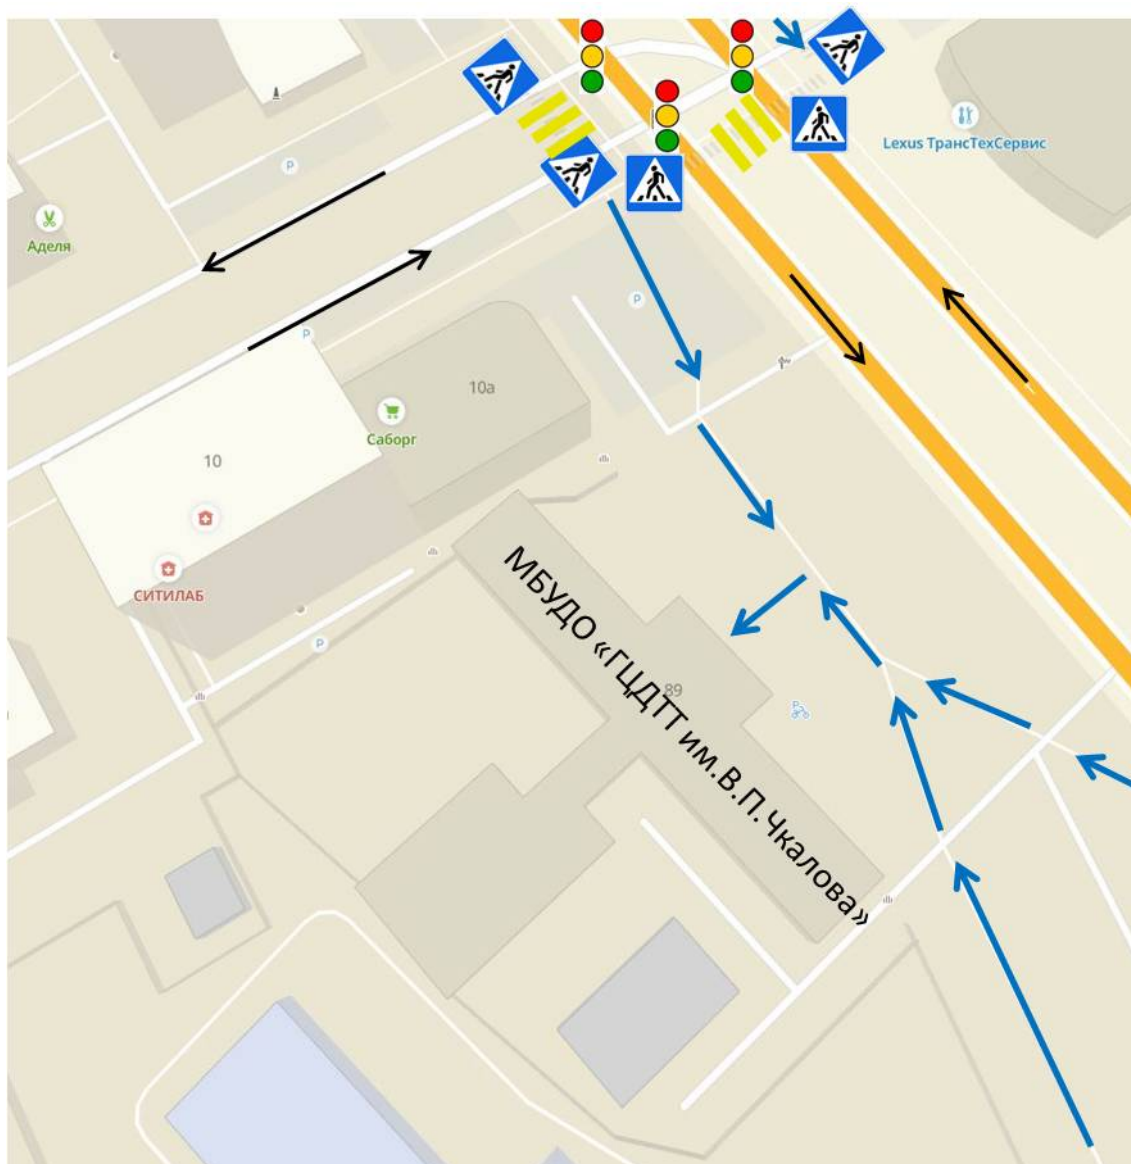 Lexus ТрансТехСервис
P
Аделя
P
P
10а
Саборг
10
СИТИЛАБ
P
МБУДО «ГЦДТТ им.В.П. Чкалова»
89
P